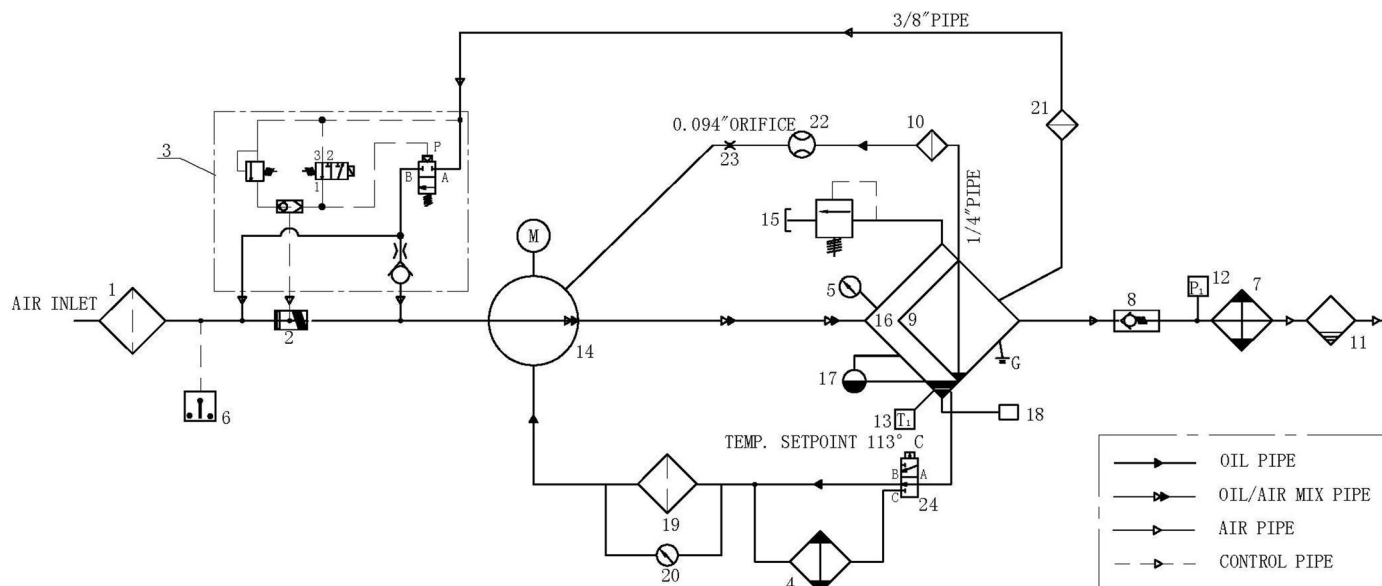 3/8"PIPE
21
0.094"ORIFICE
22
10
23
3
3 2
1
P
B A
15
1/4"PIPE
M
AIR INLET
1
2
5
16
9
14
8
P1
12
7
11
G
17
6
13
T1
18
TEMP. SETPOINT 113° C
B A
C
24
19
20
4
OIL PIPE
OIL/AIR MIX PIPE
AIR PIPE
CONTROL PIPE